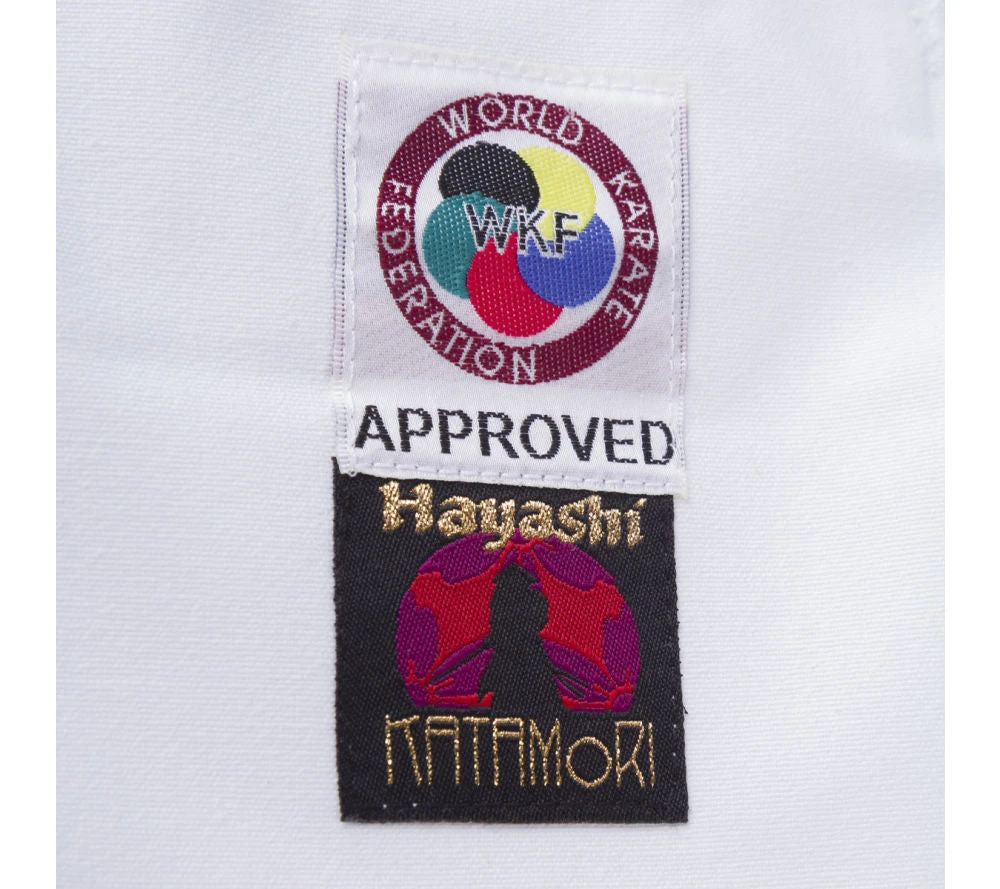 WORLD KARATE FEDERATION
WKF
APPROVED
Hayashi
KATAMORI